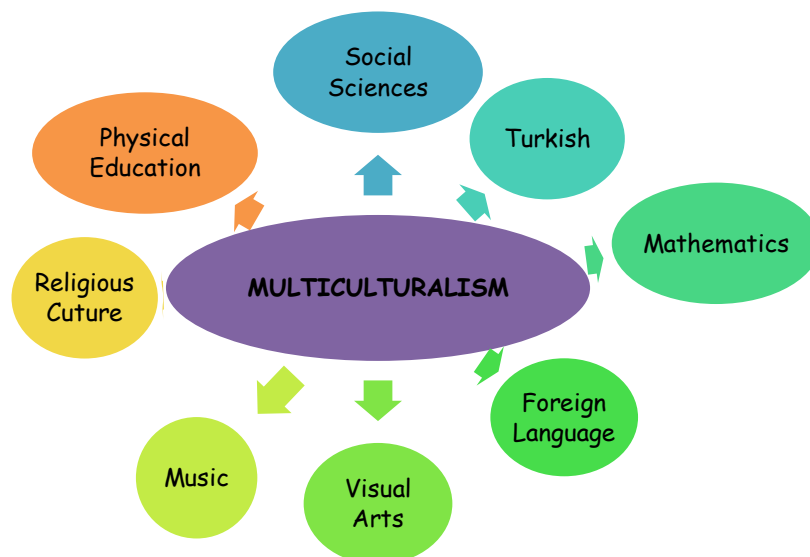 Social
Sciences
Turkish
Physical
Education
Mathematics
MULTICULTURALISM
Religious
Cuture
Foreign
Language
Music
Visual
Arts